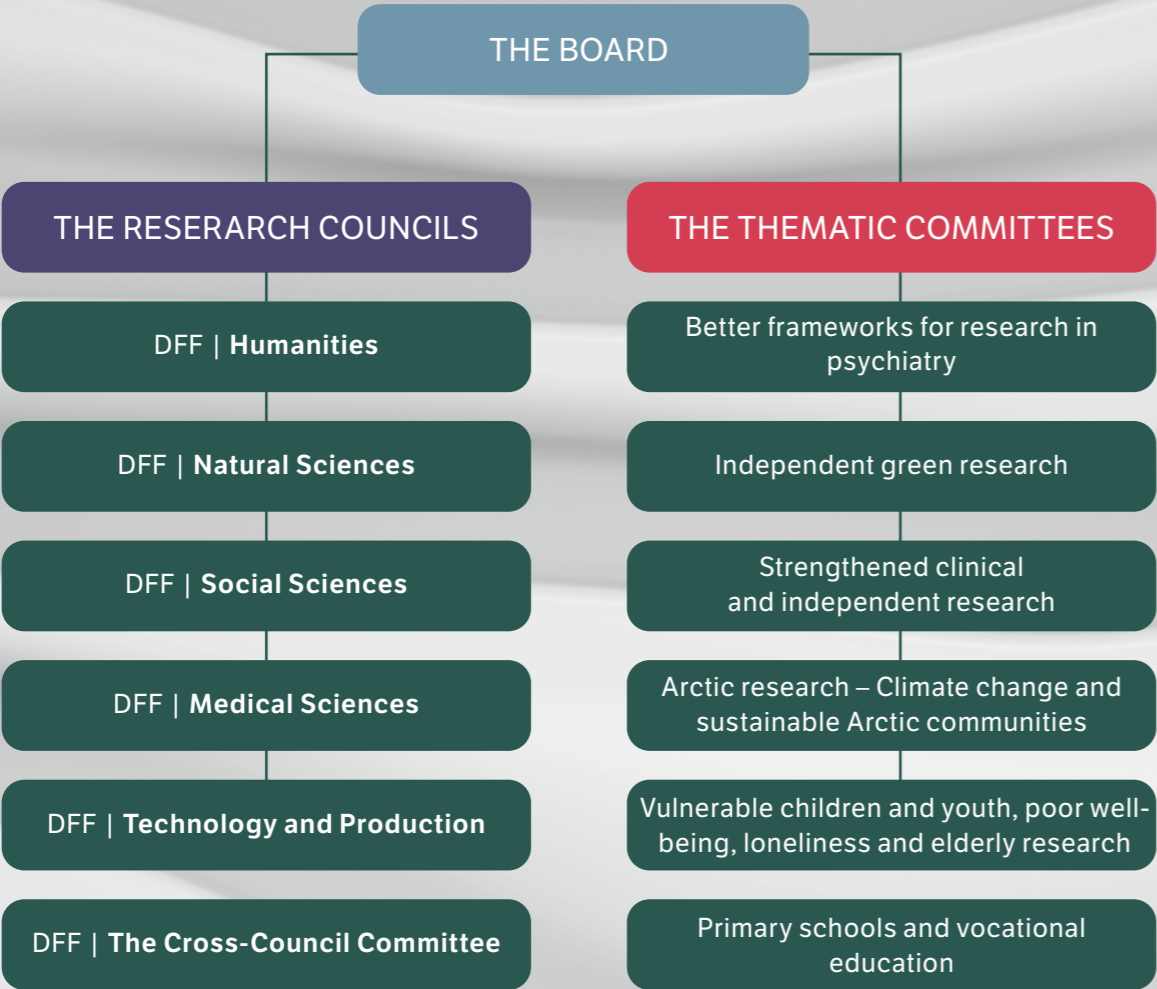 THE BOARD
THE RESERARCH COUNCILS
DFF | Humanities
DFF | Natural Sciences
DFF | Social Sciences
DFF | Medical Sciences
DFF | Technology and Production
DFF | The Cross-Council Committee
THE THEMATIC COMMITTEES
Better frameworks for research in
psychiatry
Independent green research
Strengthened clinical
and independent research
Arctic research – Climate change and
sustainable Arctic communities
Vulnerable children and youth, poor well-
being, loneliness and elderly research
Primary schools and vocational
education